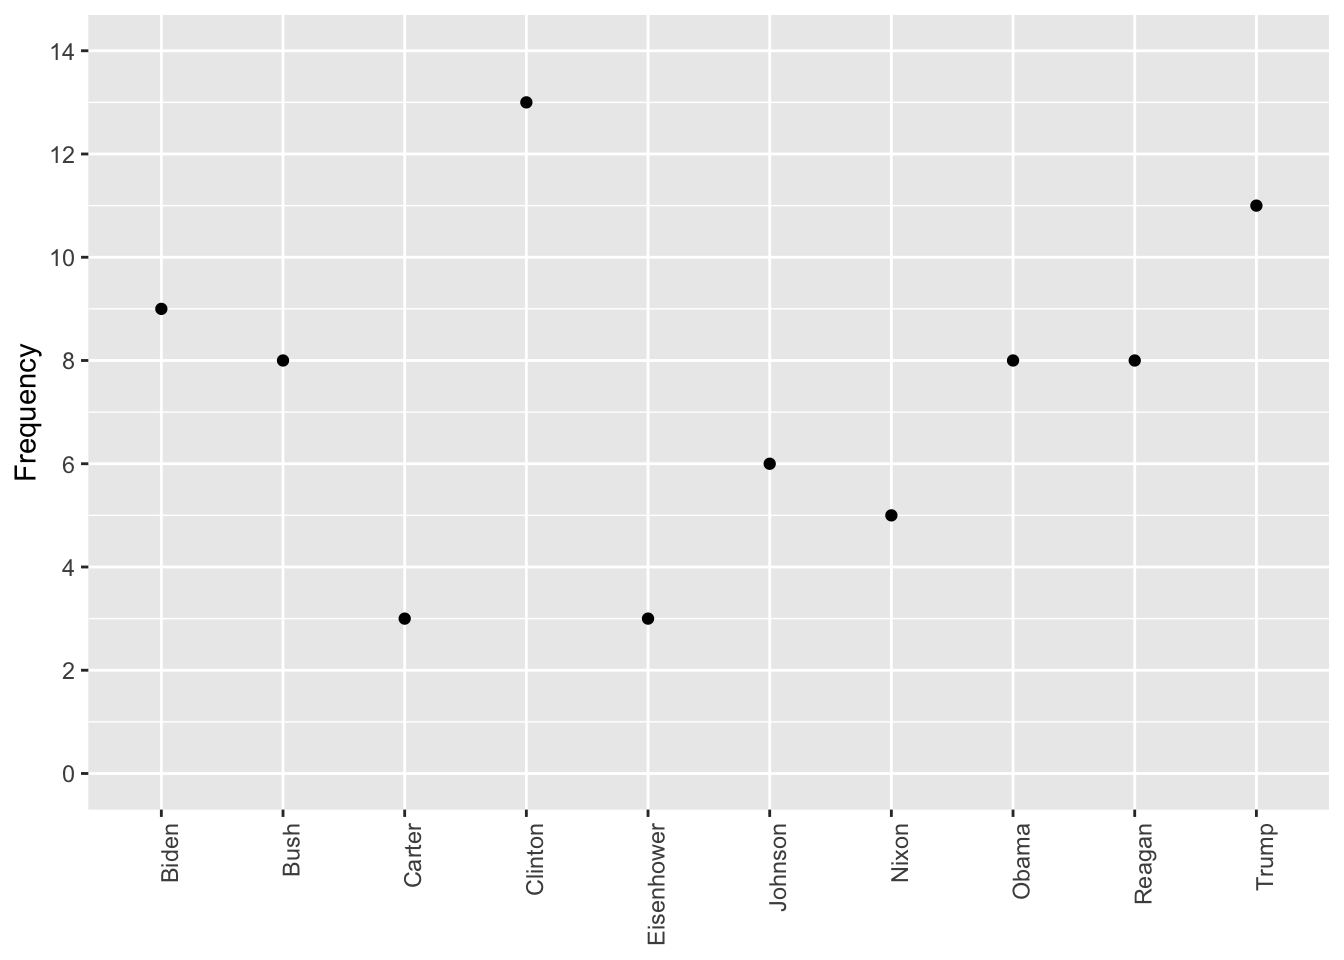 14
12
10
8
6
4
2
0
Frequency
Biden
Bush
Carter
Clinton
Eisenhower
Johnson
Nixon
Obama
Reagan
Trump